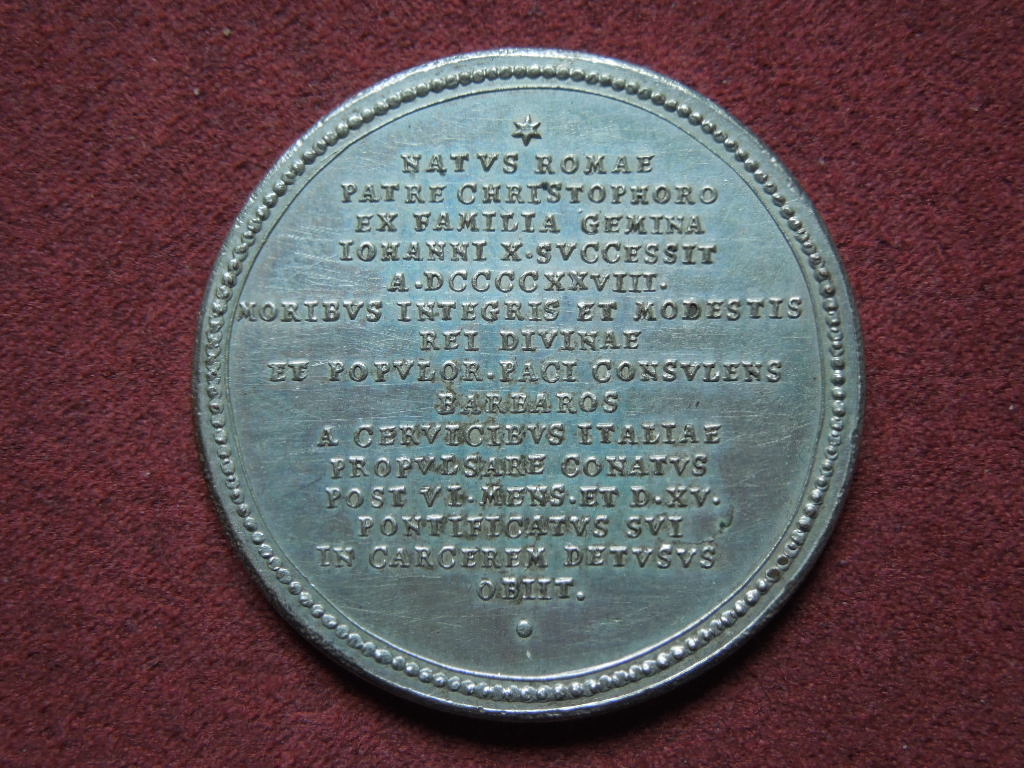 NATVS ROMAE
PATRE CHRISTOPHORO
EX FAMILIA GEMINA
IOHANNI X·SVCCESSIT
A·DCCCCXXVIII·
MORIBVS INTEGRIS ET MODESTIS
REI DIVINAE
ET POPVLOR·PACI CONSVLENS
BARBAROS
A CERVICIBVS ITALIAE
PROPVLSARE CONATVS
POST VI·MENS·ET D·XV·
PONTIFICATVS SVI
IN CARCEREM DETVSVS
OBIIT.